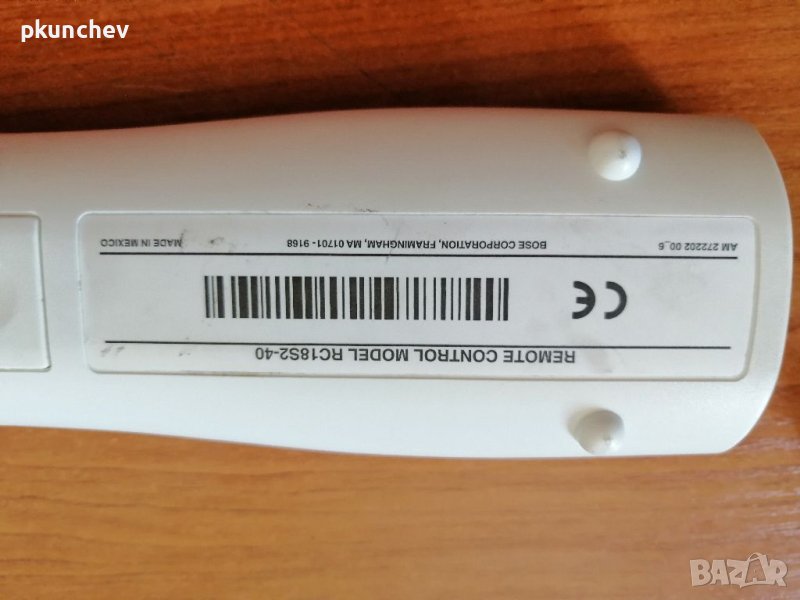 pkunchev
REMOTE CONTROL MODEL RC18S2-40
CE
AM 272202 00_6 BOSE CORPORATION, FRAMINGHAM, MA 01701 - 9168 MADE IN MEXICO
BAZAR